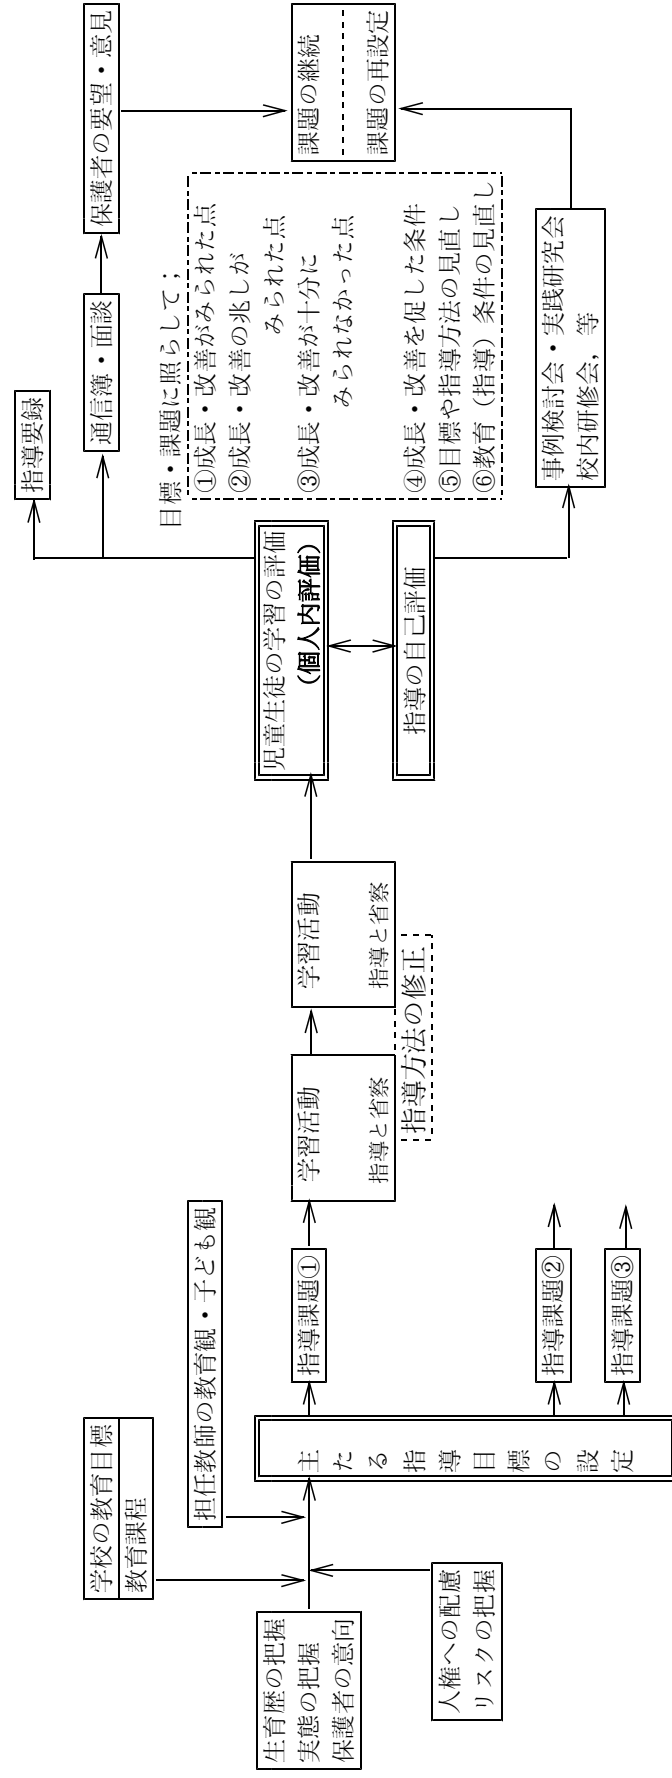 学校の教育目標
教育課程
担任教師の教育観・子ども観
生育歴の把握
実態の把握
保護者の意向
人権への配慮
リスクの把握
主たる指導目標の設定
指導課題①
指導課題②
指導課題③
学習活動
指導と省察
学習活動
指導と省察
指導方法の修正
児童生徒の学習の評価
（個人内評価）
指導の自己評価
指導要録
通信簿・面談
保護者の要望・意見
目標・課題に照らして；
①成長・改善がみられた点
②成長・改善の兆しが
みられた点
③成長・改善が十分に
みられなかった点
④成長・改善を促した条件
⑤目標や指導方法の見直し
⑥教育（指導）条件の見直し
事例検討会・実践研究会
校内研修会，等
課題の継続
課題の再設定